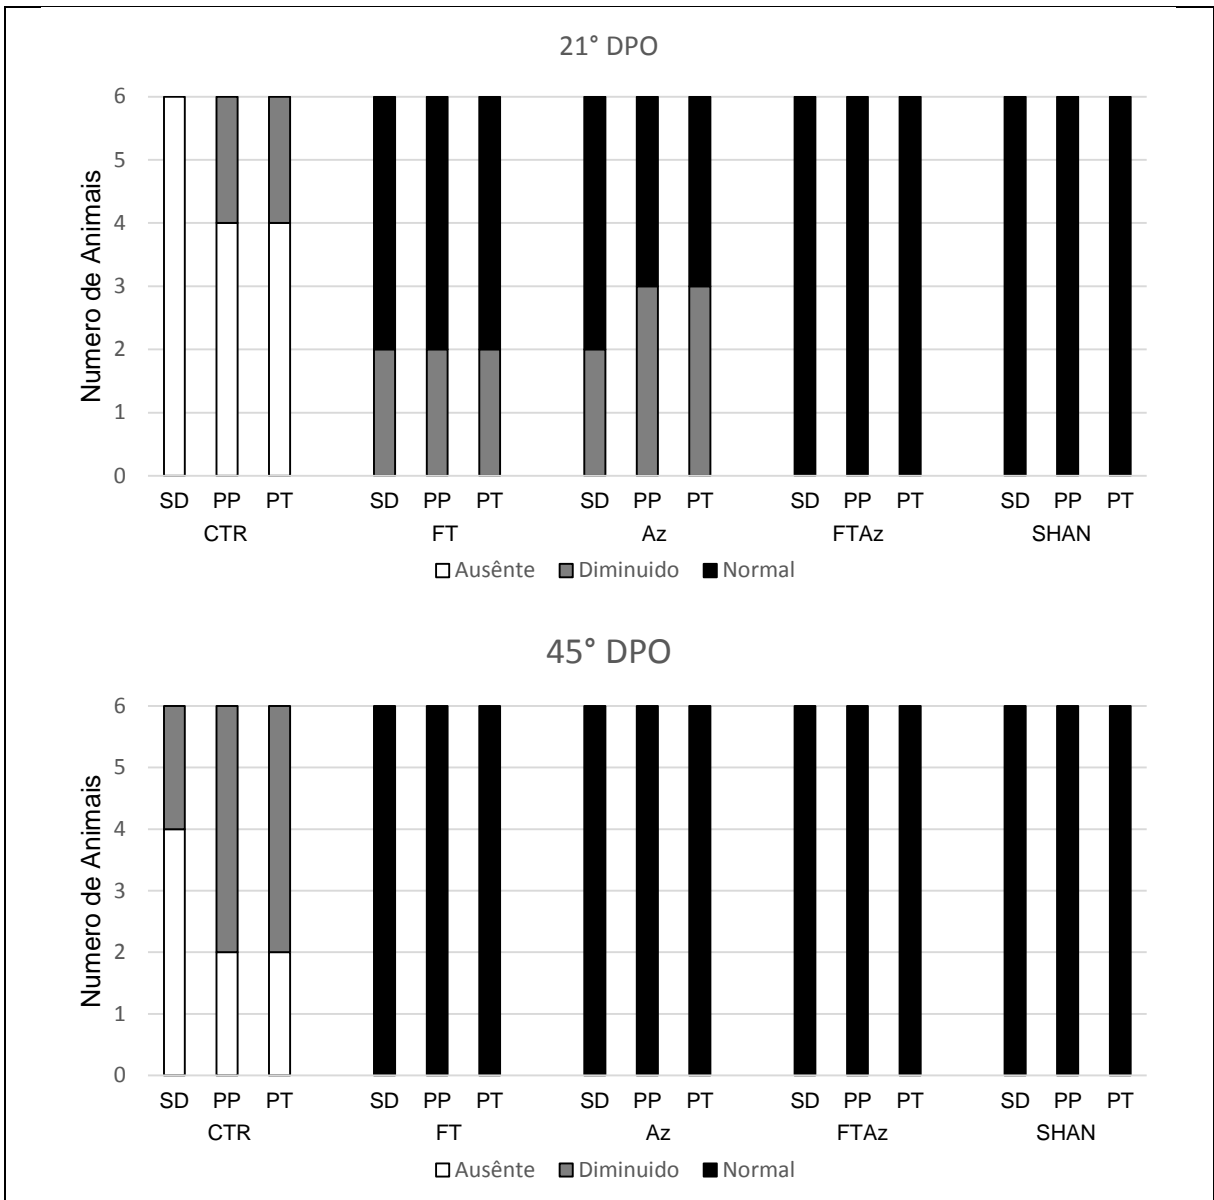 21° DPO
Numero de Animais
6
5
4
3
2
1
0
SD PP PT SD PP PT SD PP PT SD PP PT SD PP PT
CTR FT Az FTAz SHAN
Ausênte Diminuido Normal
45° DPO
Numero de Animais
6
5
4
3
2
1
0
SD PP PT SD PP PT SD PP PT SD PP PT SD PP PT
CTR FT Az FTAz SHAN
Ausênte Diminuido Normal